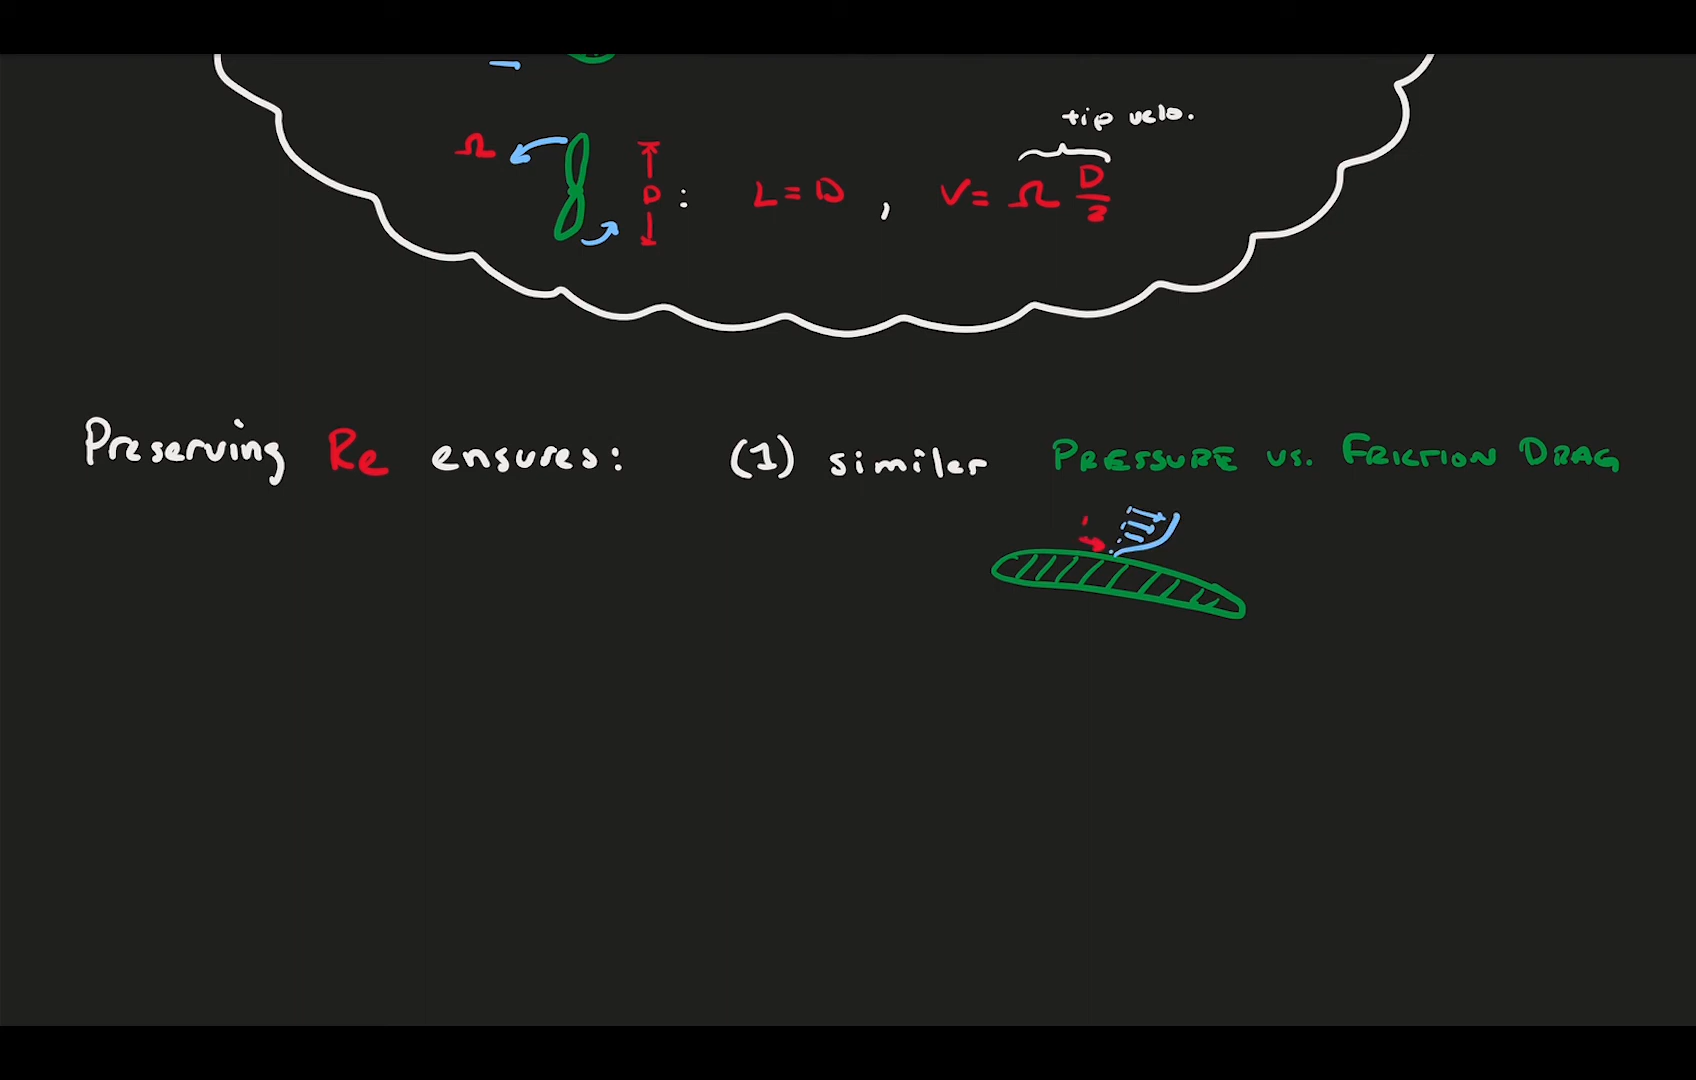 tip velo.
Ω D : L = D , V = Ω D/2
Preserving Re ensures: (1) similer PRESSURE vs. FRICTION DRAG